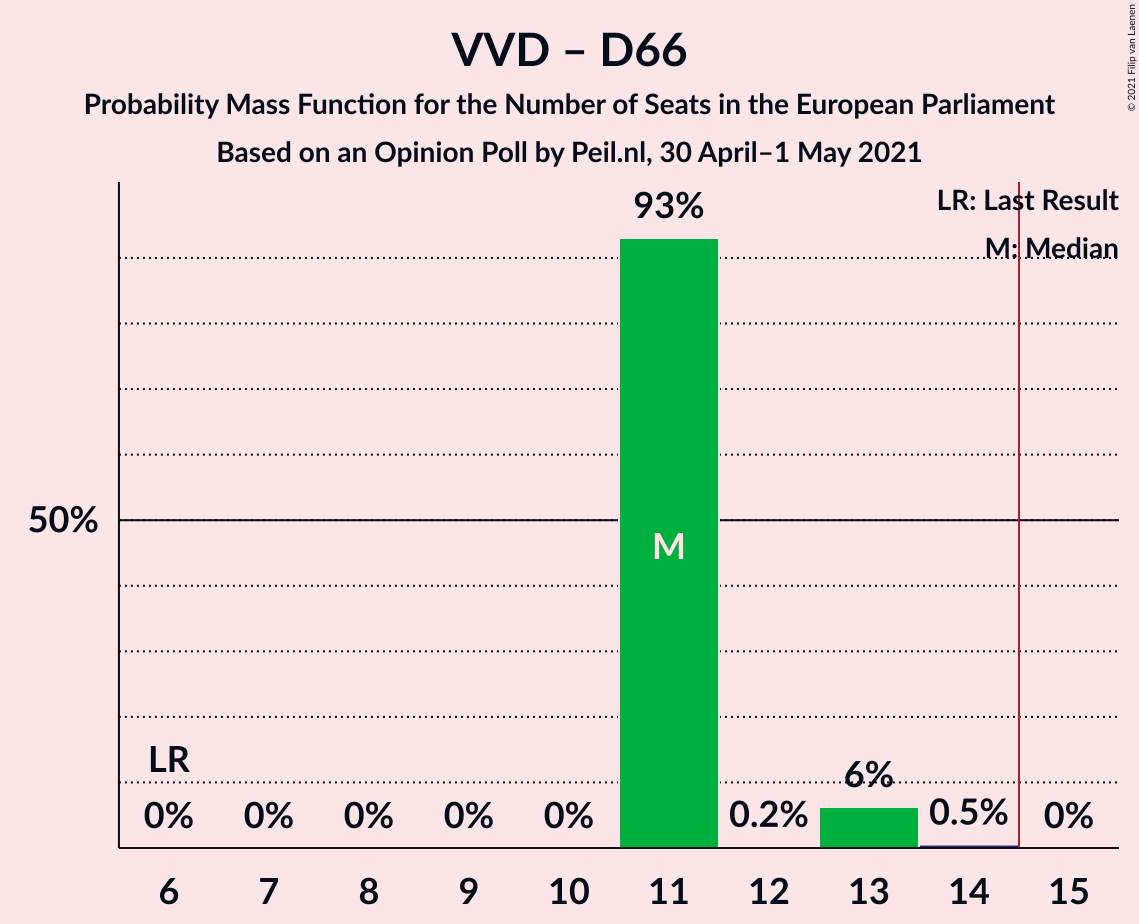 VVD – D66
Probability Mass Function for the Number of Seats in the European Parliament
Based on an Opinion Poll by Peil.nl, 30 April–1 May 2021
© 2021 Filip van Laenen
LR: Last Result
M: Median
93%
50%
M
LR
0% 0% 0% 0% 0% 0.2% 6% 0.5% 0%
6 7 8 9 10 11 12 13 14 15